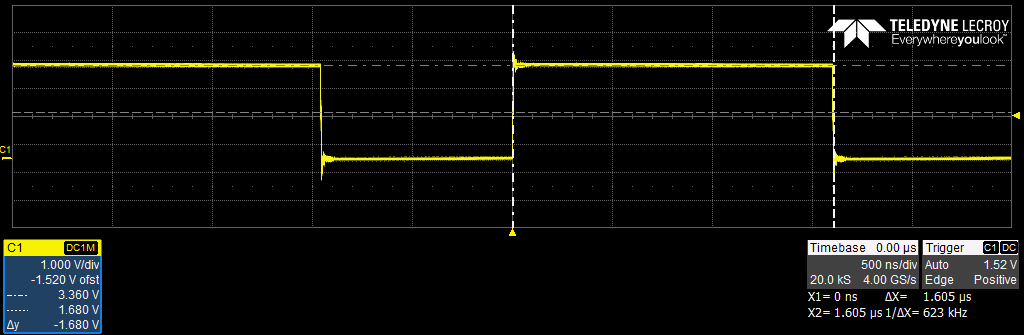 TELEDYNE LECROY
Everywhereyoulook™
C1
C1 DC1M
1.000 V/div
-1.520 V ofst
3.360 V
1.680 V
Δy -1.680 V
Timebase 0.00 µs
500 ns/div
20.0 kS 4.00 GS/s
Trigger C1 DC
Auto 1.52 V
Edge Positive
X1= 0 ns ΔX= 1.605 µs
X2= 1.605 µs 1/ΔX= 623 kHz